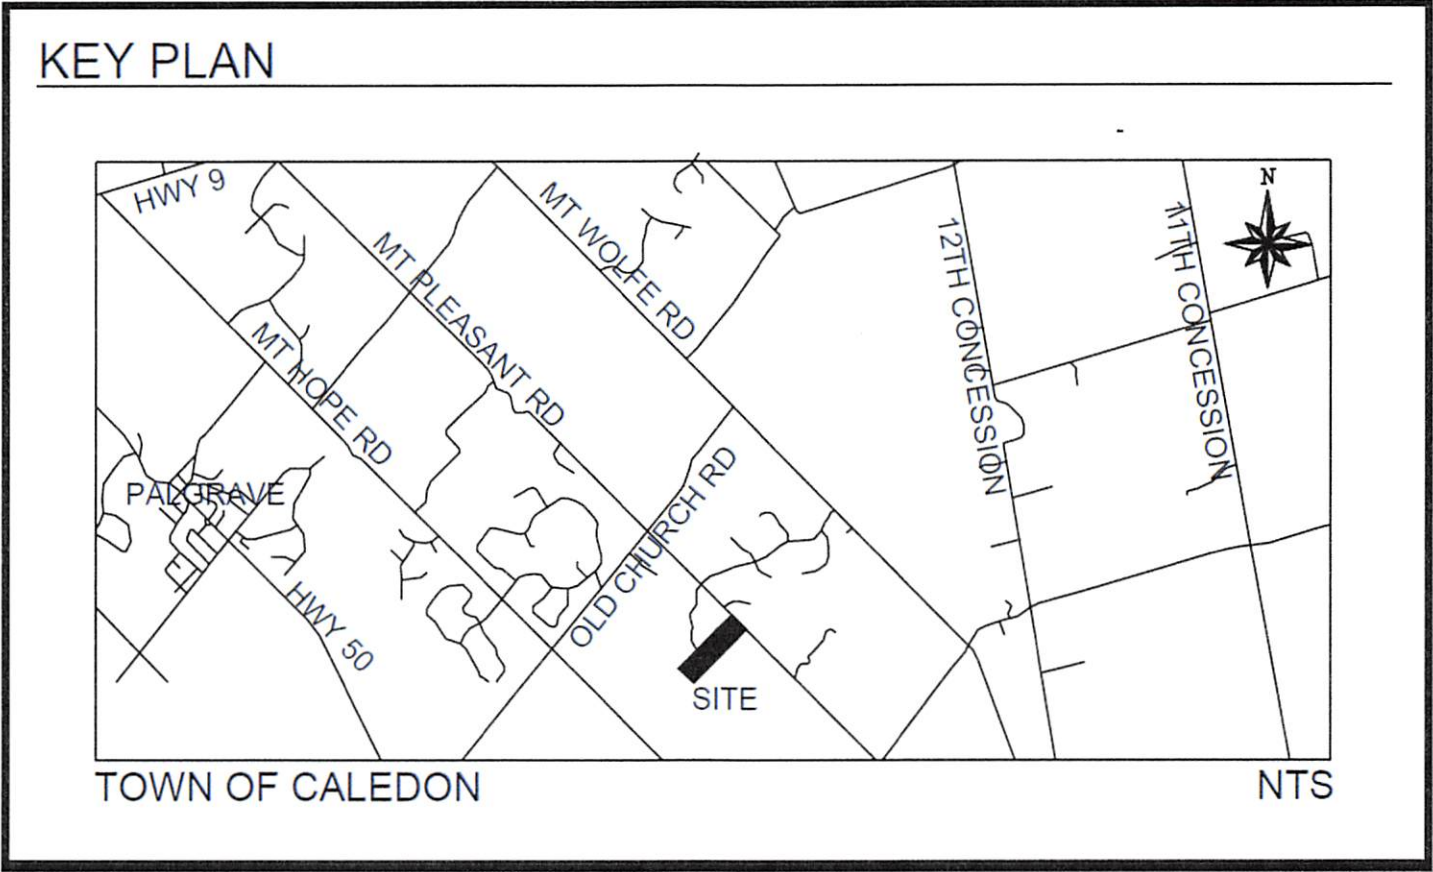 KEY PLAN
HWY 9
N
MT WOLFE RD
11TH CONCESSION
12TH CONCESSION
MT PLEASANT RD
MT HOPE RD
OLD CHURCH RD
PALGRAVE
HWY 50
SITE
TOWN OF CALEDON
NTS